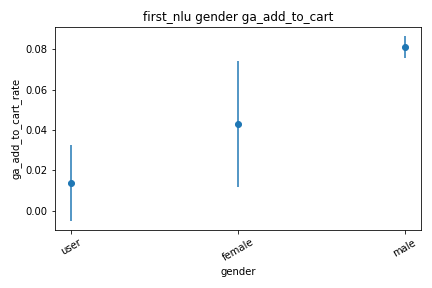 first_nlu gender ga_add_to_cart
ga_add_to_cart_rate
0.08
0.06
0.04
0.02
0.00
user
female
male
gender